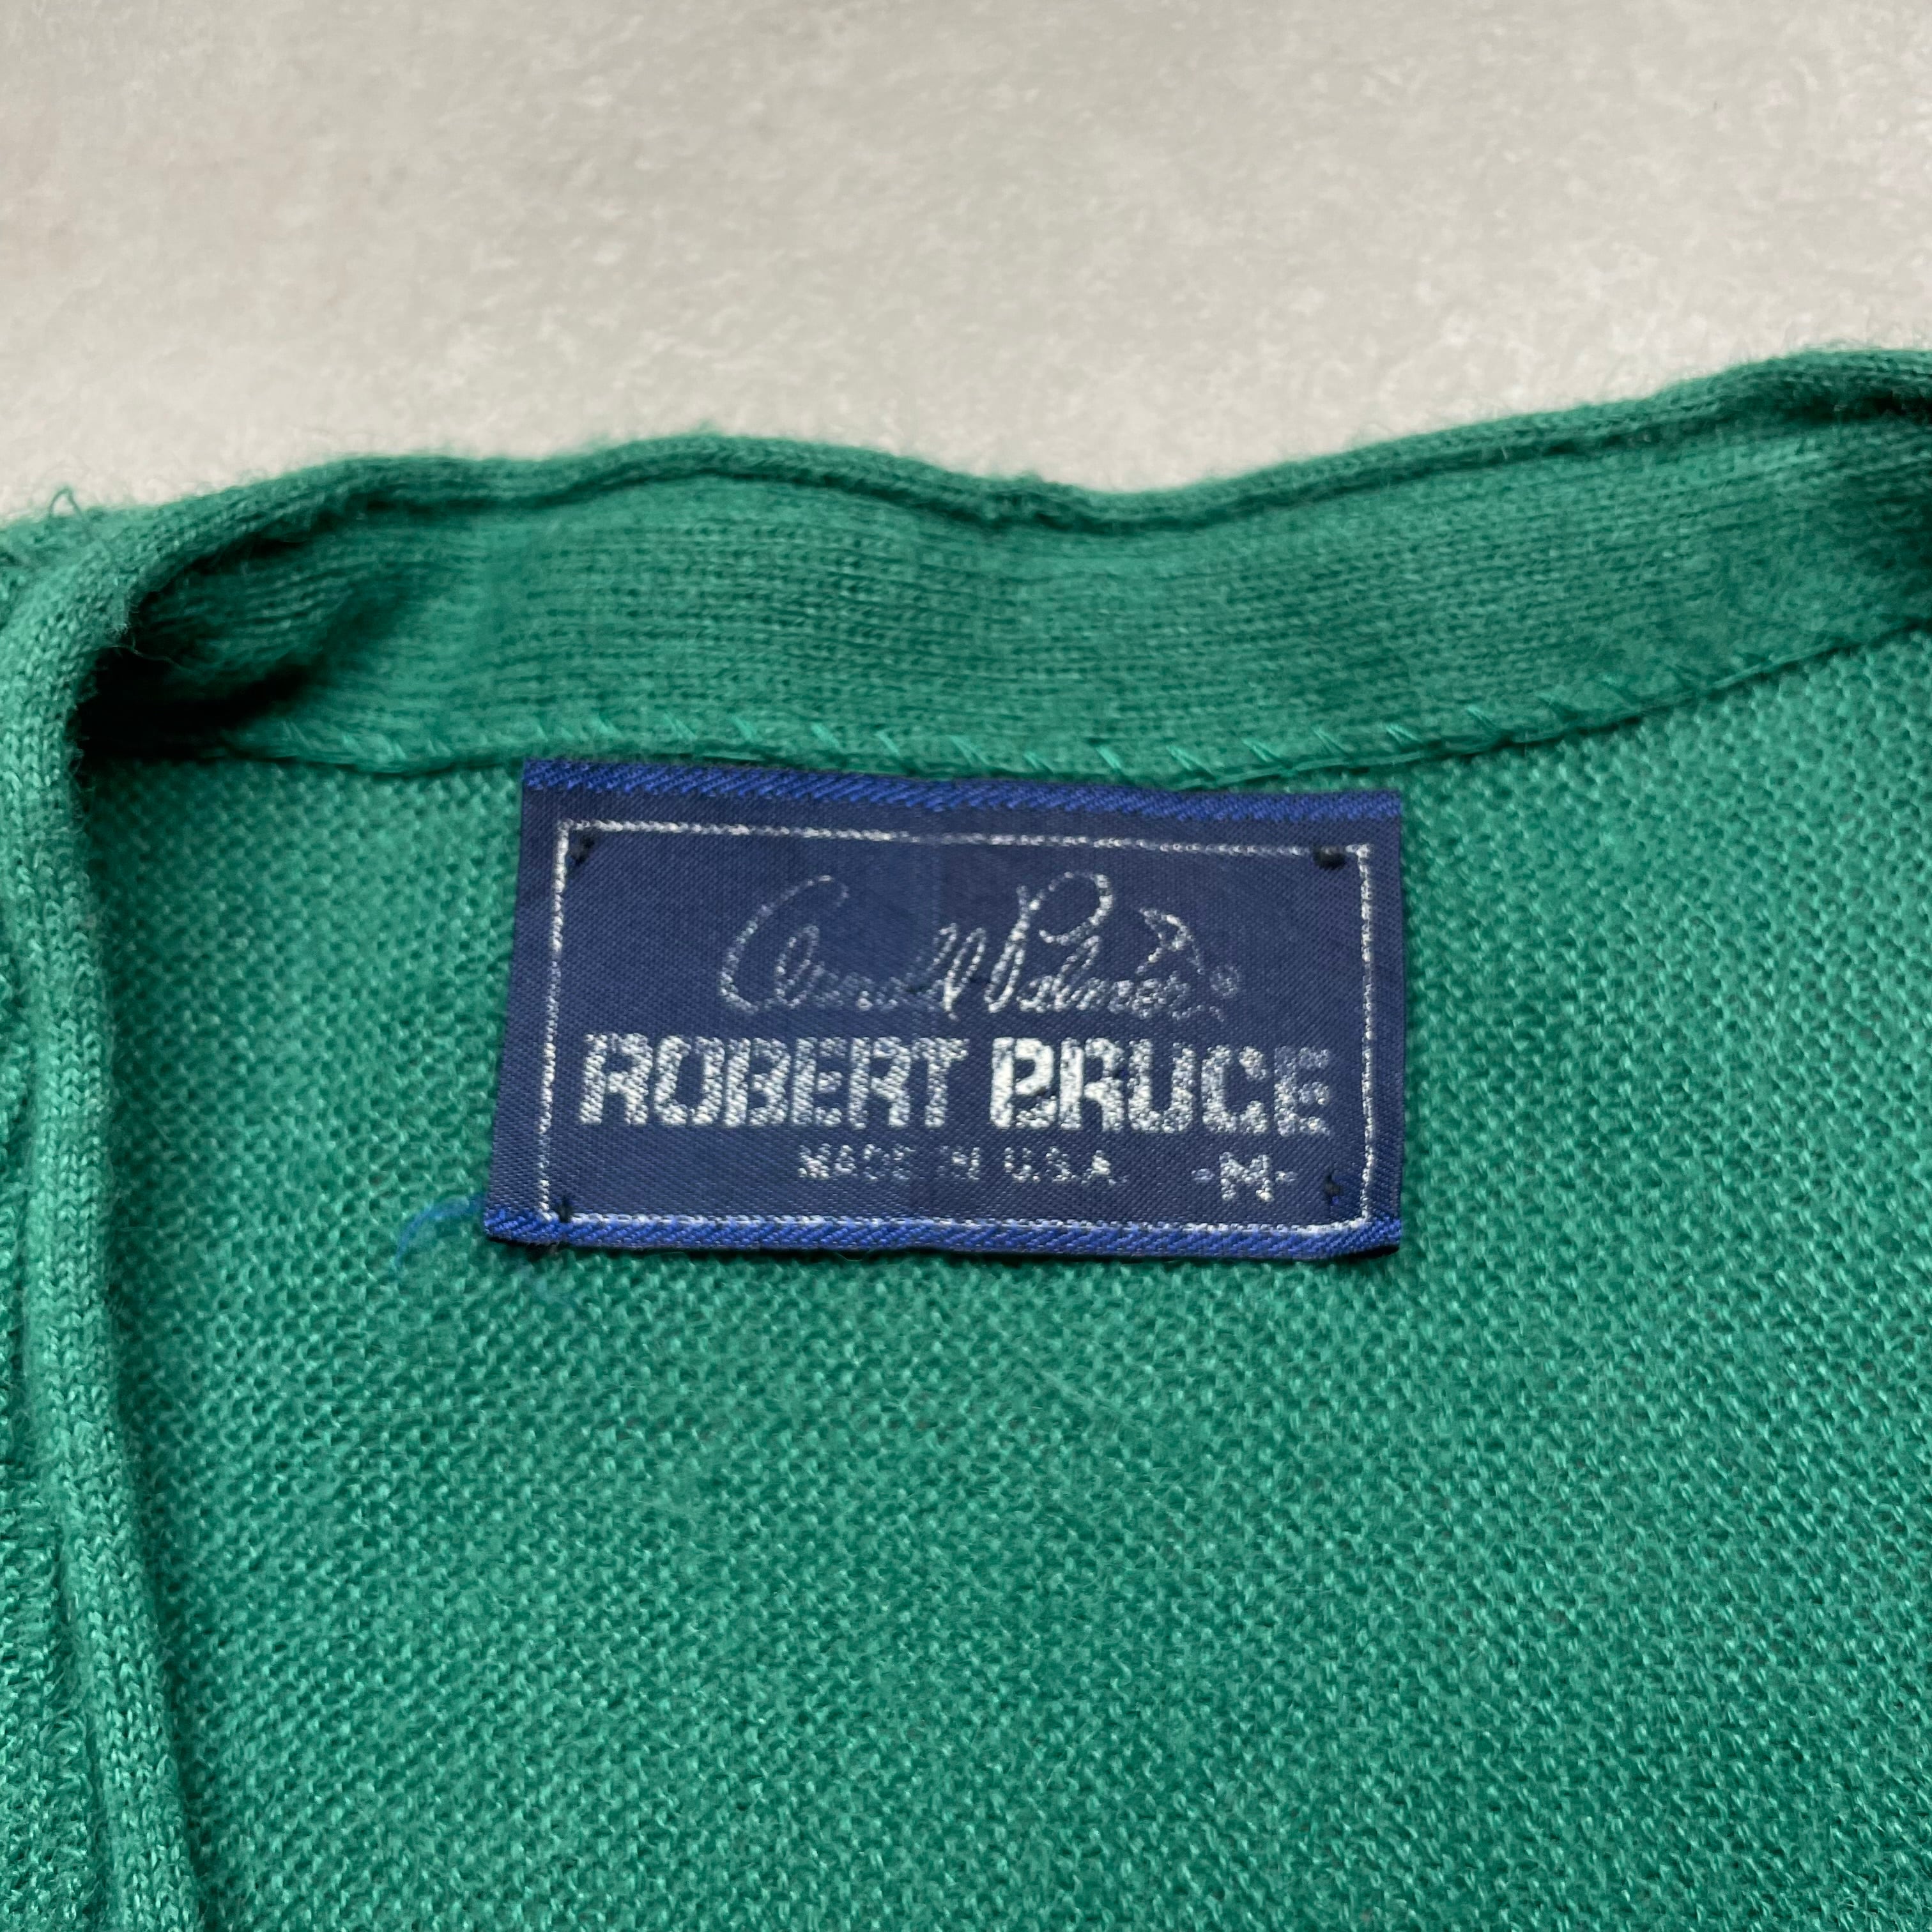 Arnold Palmer ®
ROBERT BRUCE
MADE IN U.S.A. -M-